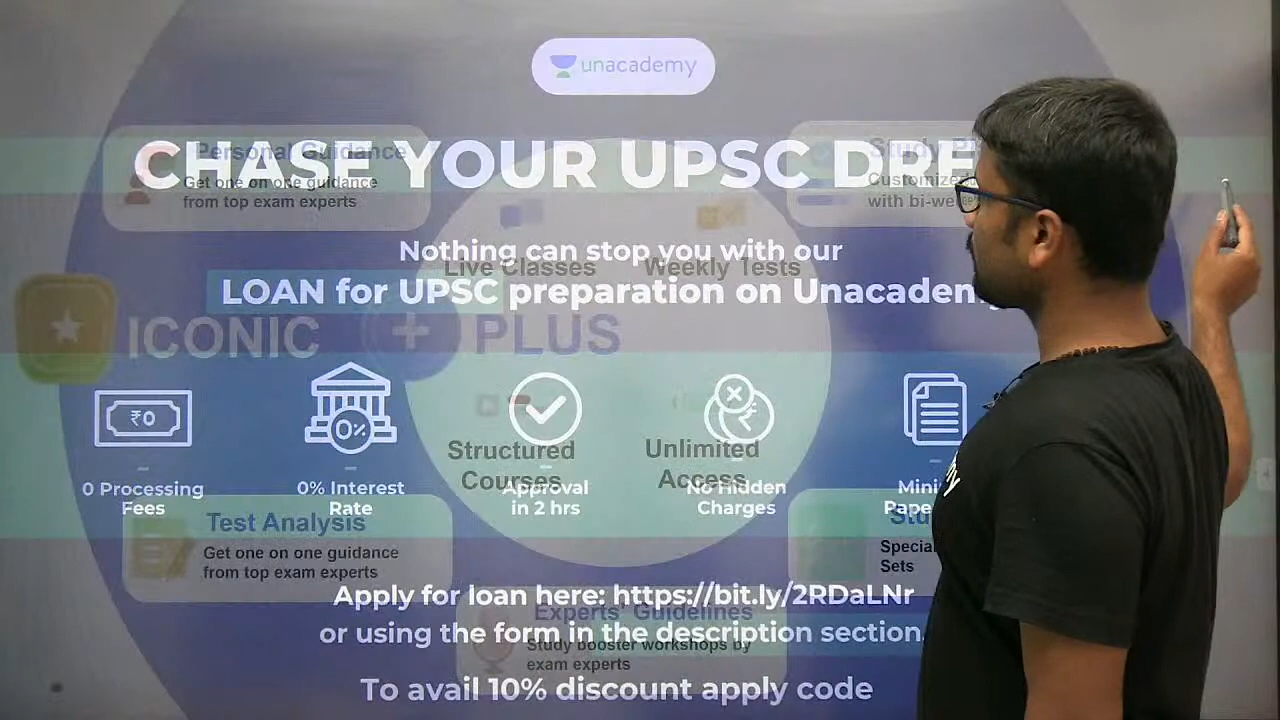 unacademy
CHASE YOUR UPSC DRE
Nothing can stop you with our
LOAN for UPSC preparation on Unacademy
₹0
0%
0 Processing
Fees
0% Interest
Rate
Approval
in 2 hrs
No Hidden
Charges
Mini
Pape
Apply for loan here: https://bit.ly/2RDaLNr
or using the form in the description section.
To avail 10% discount apply code
Personal Guidance
Get one on one guidance
from top exam experts
Study Pl
Customized
with bi-we
Live Classes
Weekly Tests
ICONIC + PLUS
Structured
Courses
Unlimited
Access
Test Analysis
Get one on one guidance
from top exam experts
Stu
Special
Sets
Experts' Guidelines
Study booster workshops by
exam experts